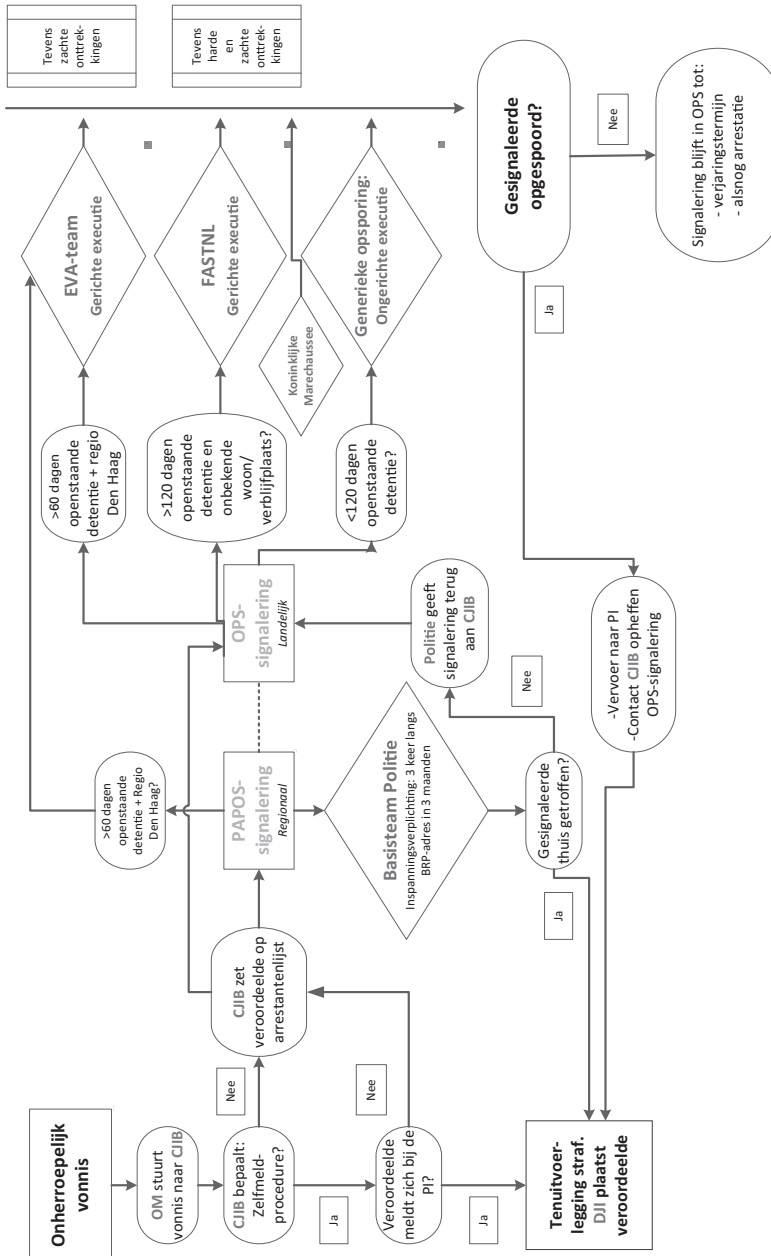 Onherroepelijk
vonnis
OM stuurt
vonnis naar CJIB
CJIB bepaalt:
Zelfmeld-
procedure?
Nee
Ja
Veroordeelde
meldt zich bij de
PI?
Nee
Ja
Tenuitvoer-
legging straf.
DJI plaatst
veroordeelde
CJIB zet
veroordeelde op
arrestantenlijst
>60 dagen
openstaande
detentie + Regio
Den Haag?
PAPOS-
signalering
Regionaal
Basisteam Politie
Inspanningsverplichting: 3 keer langs
BRP-adres in 3 maanden
Gesignaleerde
thuis getroffen?
Ja
Nee
Politie geeft
signalering terug
aan CJIB
OPS-
signalering
Landelijk
>60 dagen
openstaande
detentie + regio
Den Haag
>120 dagen
openstaande
detentie en
onbekende
woon/
verblijfplaats?
<120 dagen
openstaande
detentie?
EVA-team
Gerichte executie
FASTNL
Gerichte executie
Koninklijke
Marechaussee
Generieke opsporing:
Ongerichte executie
Tevens
zachte
onttrek-
kingen
Tevens
harde
en
zachte
onttrek-
kingen
Gesignaleerde
opgespoord?
Nee
Signalering blijft in OPS tot:
- verjaringstermijn
- alsnog arrestatie
Ja
-Vervoer naar PI
-Contact CJIB opheffen
OPS-signalering